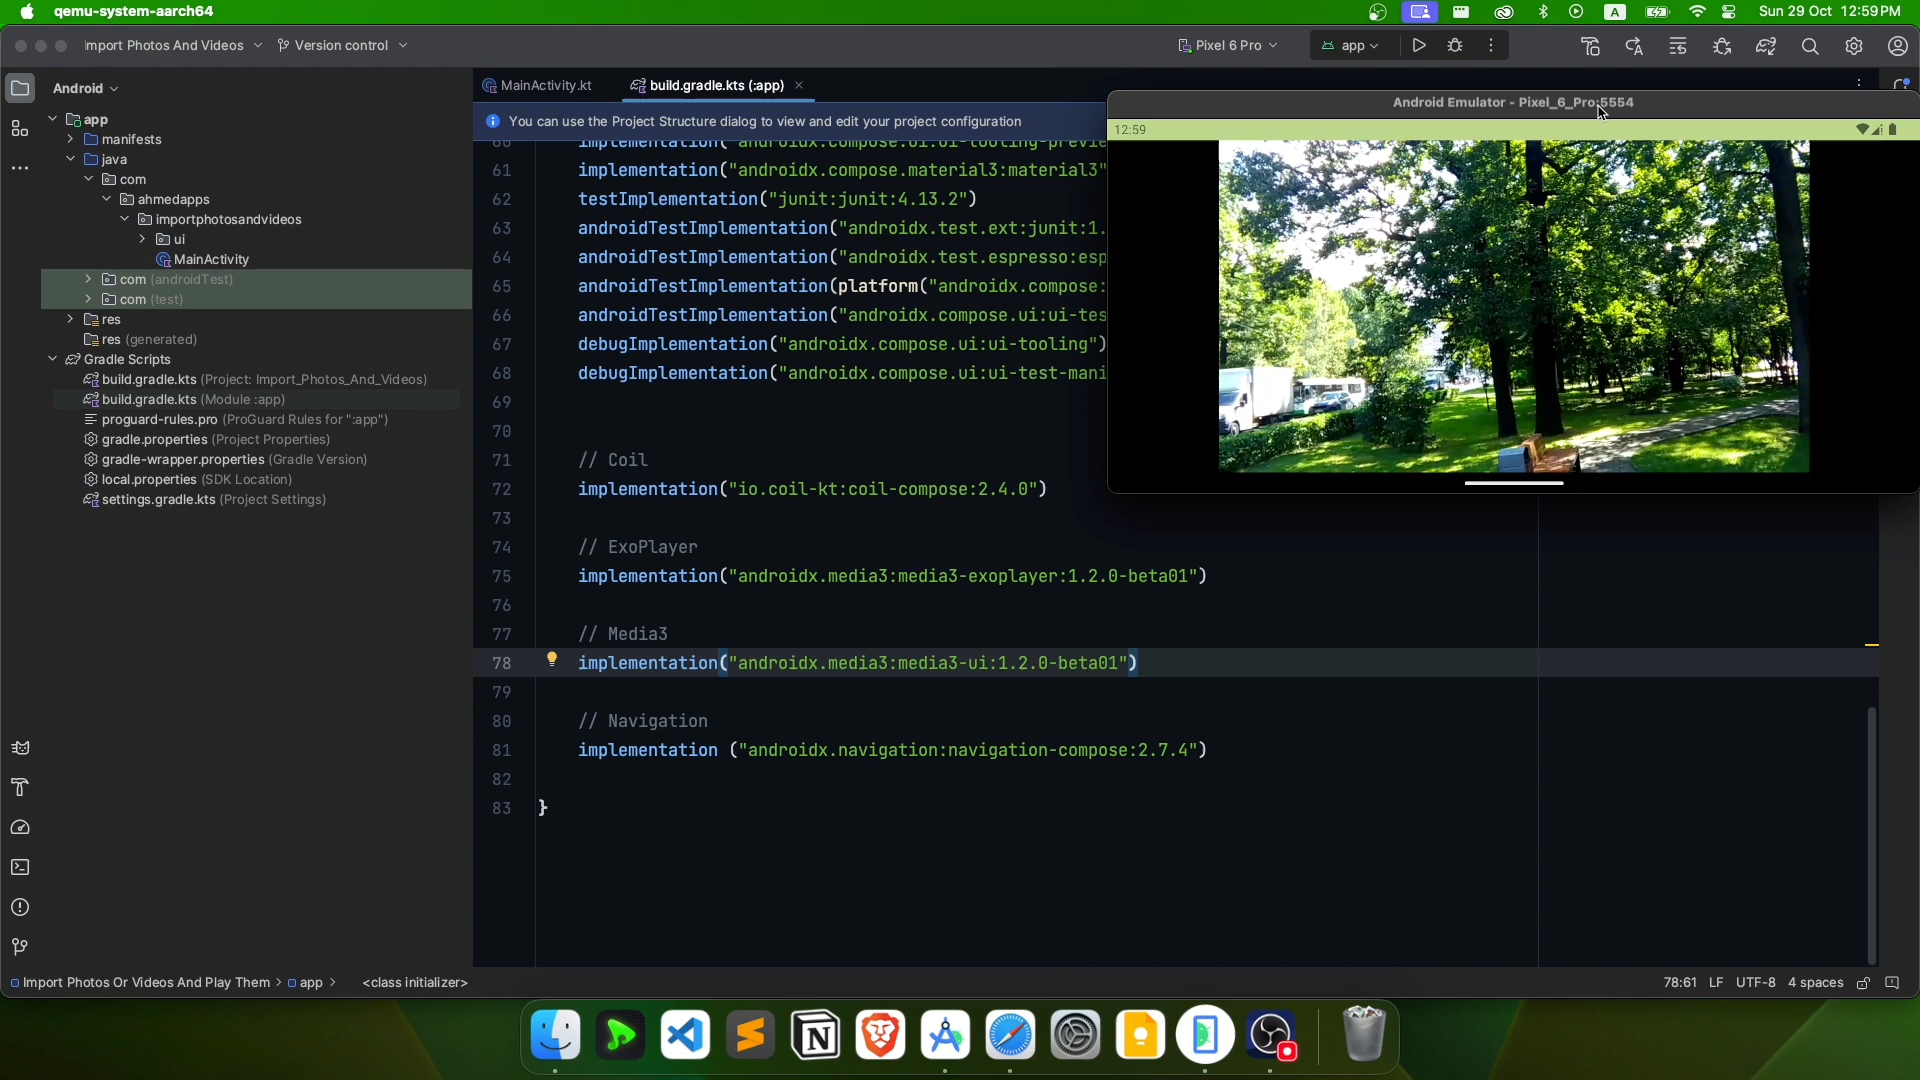 qemu-system-aarch64
A
Sun 29 Oct 12:59PM
mport Photos And Videos
Version control
Pixel 6 Pro
app
Android
MainActivity.kt
build.gradle.kts (:app)
You can use the Project Structure dialog to view and edit your project configuration
Android Emulator - Pixel_6_Pro:5554
12:59
app
manifests
java
com
ahmedapps
importphotosandvideos
ui
MainActivity
com (androidTest)
com (test)
res
res (generated)
Gradle Scripts
build.gradle.kts (Project: Import_Photos_And_Videos)
build.gradle.kts (Module :app)
proguard-rules.pro (ProGuard Rules for ":app")
gradle.properties (Project Properties)
gradle-wrapper.properties (Gradle Version)
local.properties (SDK Location)
settings.gradle.kts (Project Settings)
60 implementation("androidx.compose.ui:ui-tooling-previe
61 implementation("androidx.compose.material3:material3"
62 testImplementation("junit:junit:4.13.2")
63 androidTestImplementation("androidx.test.ext:junit:1.
64 androidTestImplementation("androidx.test.espresso:esp
65 androidTestImplementation(platform("androidx.compose:
66 androidTestImplementation("androidx.compose.ui:ui-tes
67 debugImplementation("androidx.compose.ui:ui-tooling")
68 debugImplementation("androidx.compose.ui:ui-test-mani
69
70
71 // Coil
72 implementation("io.coil-kt:coil-compose:2.4.0")
73
74 // ExoPlayer
75 implementation("androidx.media3:media3-exoplayer:1.2.0-beta01")
76
77 // Media3
78 implementation("androidx.media3:media3-ui:1.2.0-beta01")
79
80 // Navigation
81 implementation ("androidx.navigation:navigation-compose:2.7.4")
82
83 }
Import Photos Or Videos And Play Them > app > <class initializer>
78:61 LF UTF-8 4 spaces